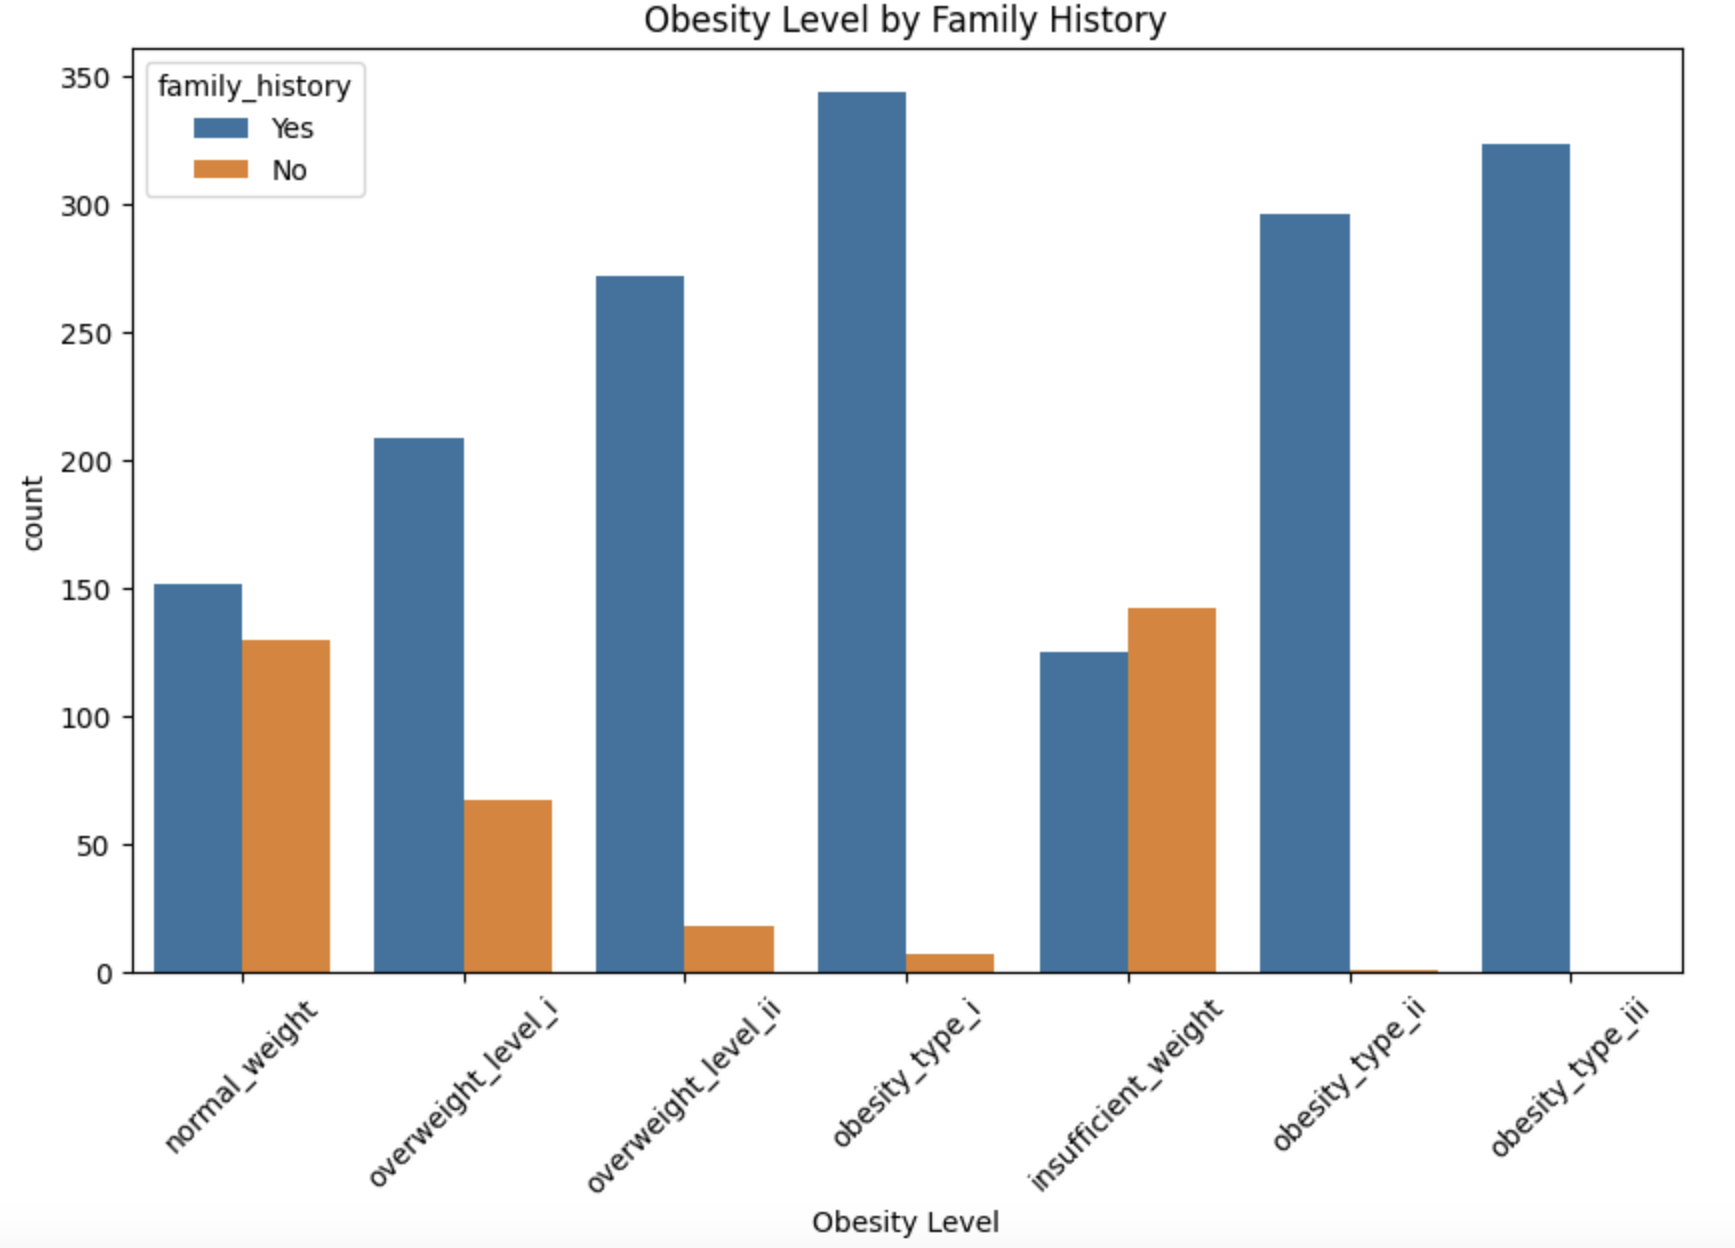 Obesity Level by Family History
family_history
Yes
No
350
300
250
200
150
100
50
0
count
normal_weight
overweight_level_i
overweight_level_ii
obesity_type_i
insufficient_weight
obesity_type_ii
obesity_type_iii
Obesity Level